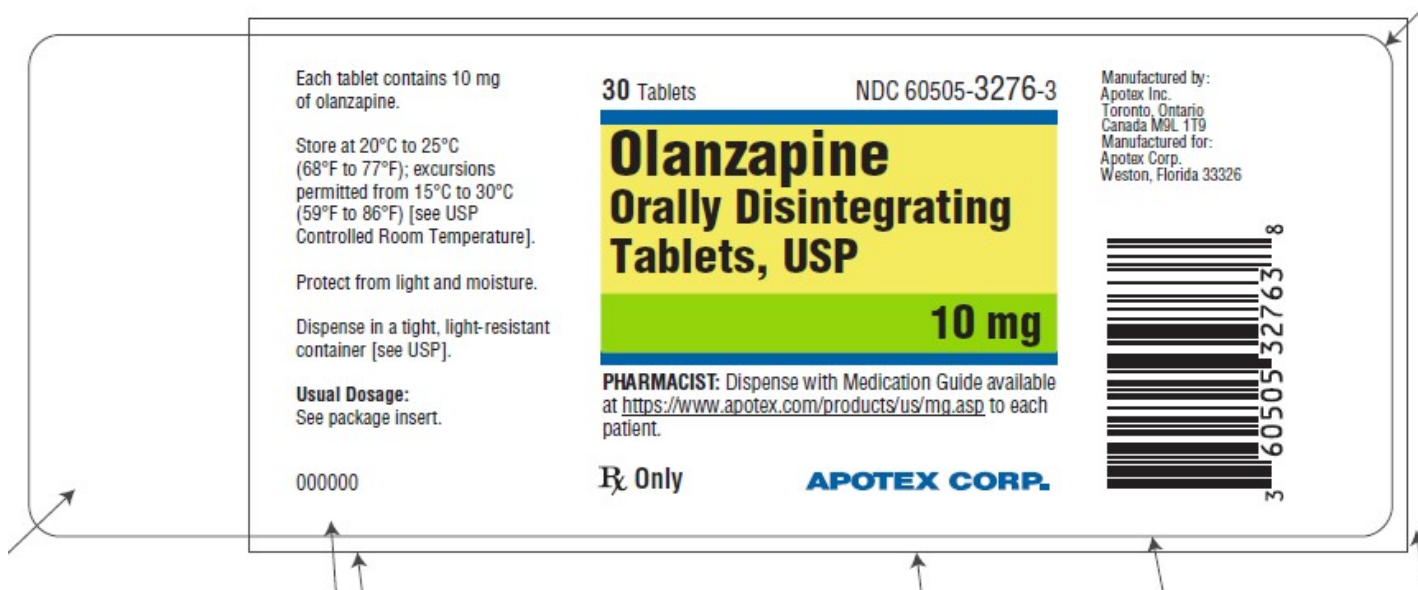 Each tablet contains 10 mg
of olanzapine.
Store at 20°C to 25°C
(68°F to 77°F); excursions
permitted from 15°C to 30°C
(59°F to 86°F) [see USP
Controlled Room Temperature].
Protect from light and moisture.
Dispense in a tight, light-resistant
container [see USP].
Usual Dosage:
See package insert.
000000
30 Tablets NDC 60505-3276-3
Olanzapine
Orally Disintegrating
Tablets, USP
10 mg
PHARMACIST: Dispense with Medication Guide available
at https://www.apotex.com/products/us/mg.asp to each
patient.
Rx Only APOTEX CORP.
Manufactured by:
Apotex Inc.
Toronto, Ontario
Canada M9L 1T9
Manufactured for:
Apotex Corp.
Weston, Florida 33326
3 60505 32763 8